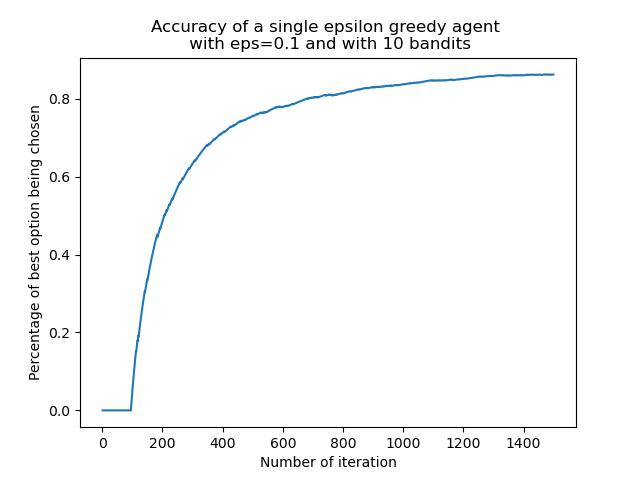 Accuracy of a single epsilon greedy agent
with eps=0.1 and with 10 bandits
Percentage of best option being chosen
0.8
0.6
0.4
0.2
0.0
0 200 400 600 800 1000 1200 1400
Number of iteration